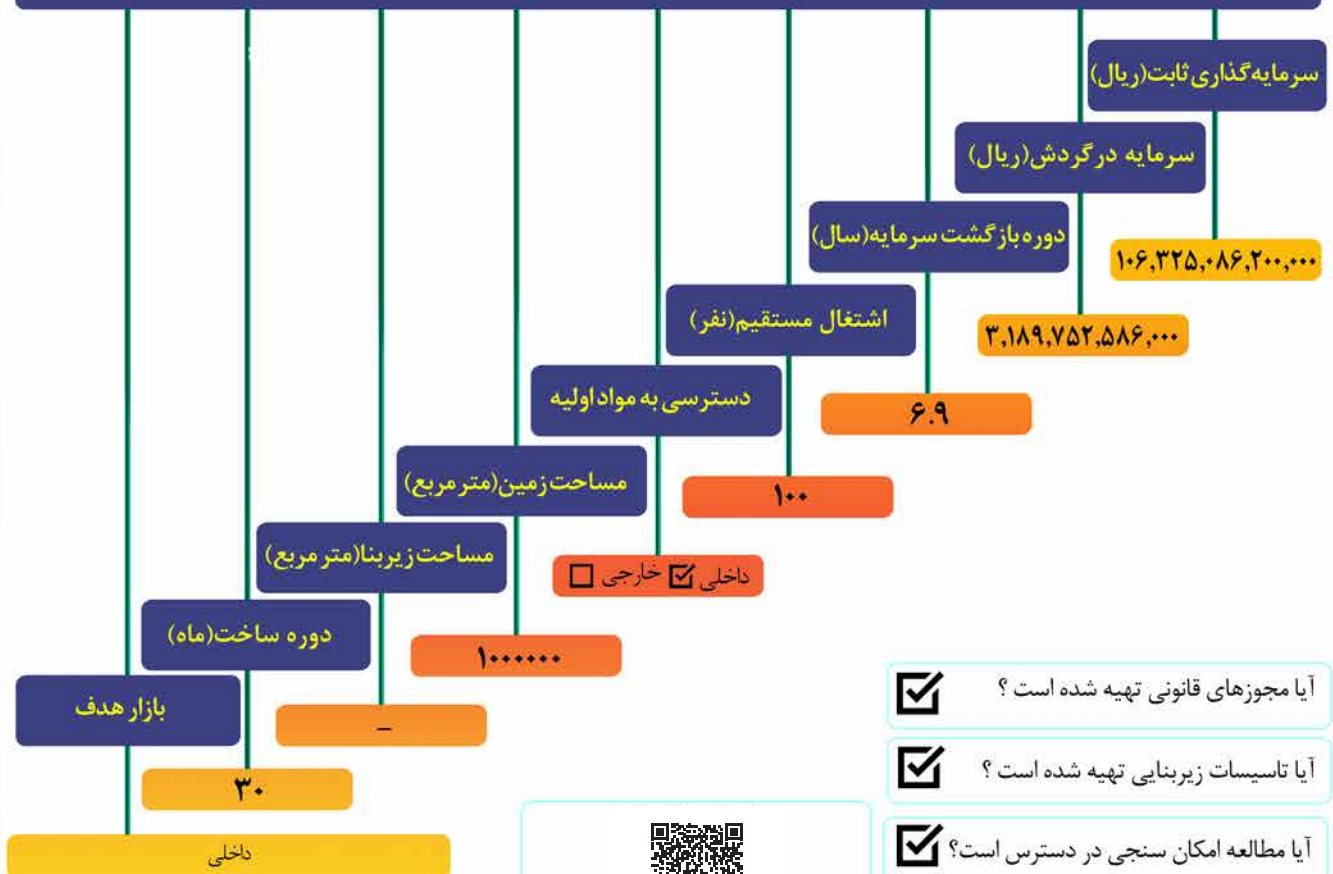 سرمایه‌گذاری ثابت(ریال)
۱۰۶,۳۲۵,۰۸۶,۲۰۰,۰۰۰
سرمایه در گردش(ریال)
۳,۱۸۹,۷۵۲,۵۸۶,۰۰۰
دوره بازگشت سرمایه(سال)
۶.۹
اشتغال مستقیم(نفر)
۱۰۰
دسترسی به مواد اولیه
داخلی ☑ خارجی ☐
مساحت زمین(متر مربع)
۱۰۰۰۰۰۰
مساحت زیربنا(متر مربع)
–
دوره ساخت(ماه)
۳۰
بازار هدف
داخلی
آیا مجوزهای قانونی تهیه شده است ؟ ☑
آیا تاسیسات زیربنایی تهیه شده است ؟ ☑
آیا مطالعه امکان سنجی در دسترس است؟ ☑